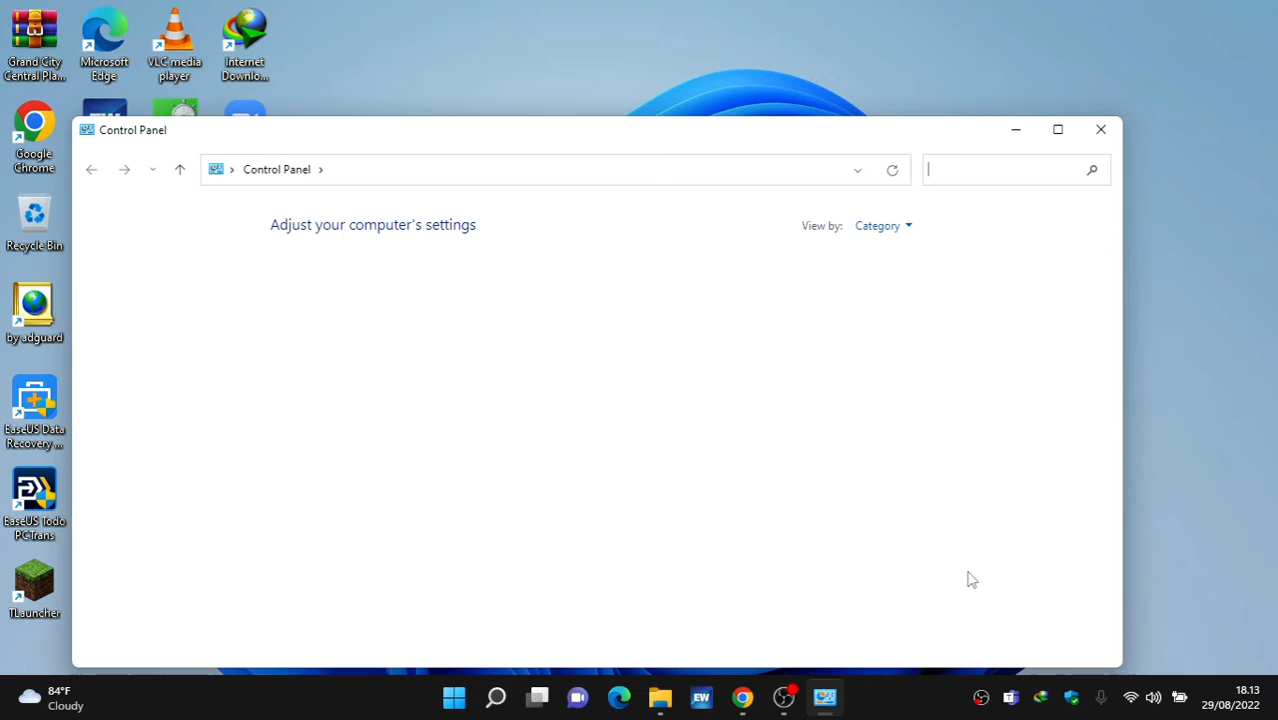 Grand City
Central Pla...
Microsoft
Edge
VLC media
player
Internet
Downlo...
Google
Chrome
Recycle Bin
by adguard
EaseUS Data
Recovery ...
EaseUS Todo
PCTrans
TLauncher
Control Panel
Control Panel
Adjust your computer's settings
View by: Category
84°F
Cloudy
EW
18.13
29/08/2022